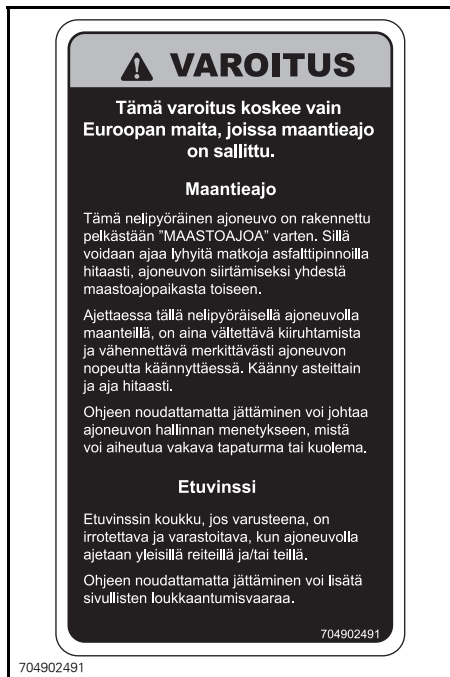 VAROITUS
Tämä varoitus koskee vain
Euroopan maita, joissa maantieajo
on sallittu.
Maantieajo
Tämä nelipyöräinen ajoneuvo on rakennettu
pelkästään ”MAASTOAJOA” varten. Sillä
voidaan ajaa lyhyitä matkoja asfalttipinnoilla
hitaasti, ajoneuvon siirtämiseksi yhdestä
maastoajopaikasta toiseen.
Ajettaessa tällä nelipyöräisellä ajoneuvolla
maanteillä, on aina vältettävä kiiruhtamista
ja vähennettävä merkittävästi ajoneuvon
nopeutta käännyttäessä. Käänny asteittain
ja aja hitaasti.
Ohjeen noudattamatta jättäminen voi johtaa
ajoneuvon hallinnan menetykseen, mistä
voi aiheutua vakava tapaturma tai kuolema.
Etuvinssi
Etuvinssin koukku, jos varusteena, on
irrotettava ja varastoitava, kun ajoneuvolla
ajetaan yleisillä reiteillä ja/tai teillä.
Ohjeen noudattamatta jättäminen voi lisätä
sivullisten loukkaantumisvaaraa.
704902491
704902491